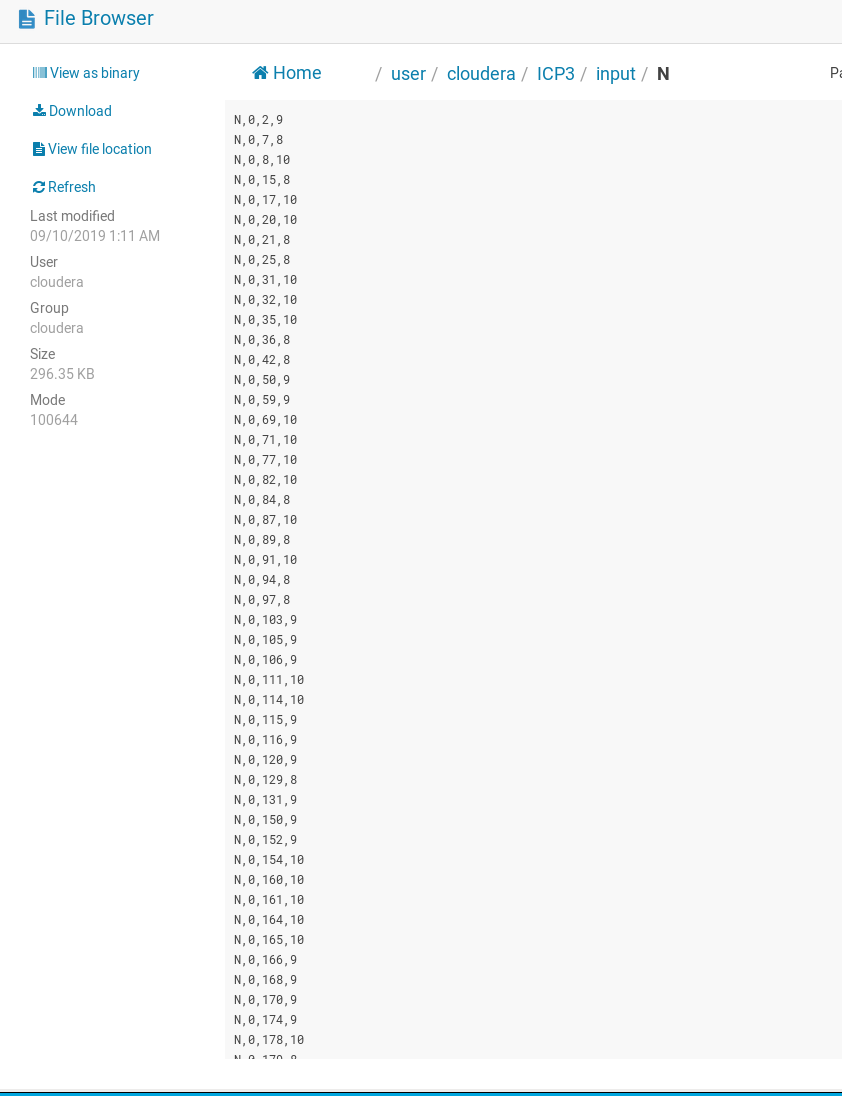 File Browser
View as binary
Download
View file location
Refresh
Last modified
09/10/2019 1:11 AM
User
cloudera
Group
cloudera
Size
296.35 KB
Mode
100644
Home / user / cloudera / ICP3 / input / N
N,0,2,9
N,0,7,8
N,0,8,10
N,0,15,8
N,0,17,10
N,0,20,10
N,0,21,8
N,0,25,8
N,0,31,10
N,0,32,10
N,0,35,10
N,0,36,8
N,0,42,8
N,0,50,9
N,0,59,9
N,0,69,10
N,0,71,10
N,0,77,10
N,0,82,10
N,0,84,8
N,0,87,10
N,0,89,8
N,0,91,10
N,0,94,8
N,0,97,8
N,0,103,9
N,0,105,9
N,0,106,9
N,0,111,10
N,0,114,10
N,0,115,9
N,0,116,9
N,0,120,9
N,0,129,8
N,0,131,9
N,0,150,9
N,0,152,9
N,0,154,10
N,0,160,10
N,0,161,10
N,0,164,10
N,0,165,10
N,0,166,9
N,0,168,9
N,0,170,9
N,0,174,9
N,0,178,10